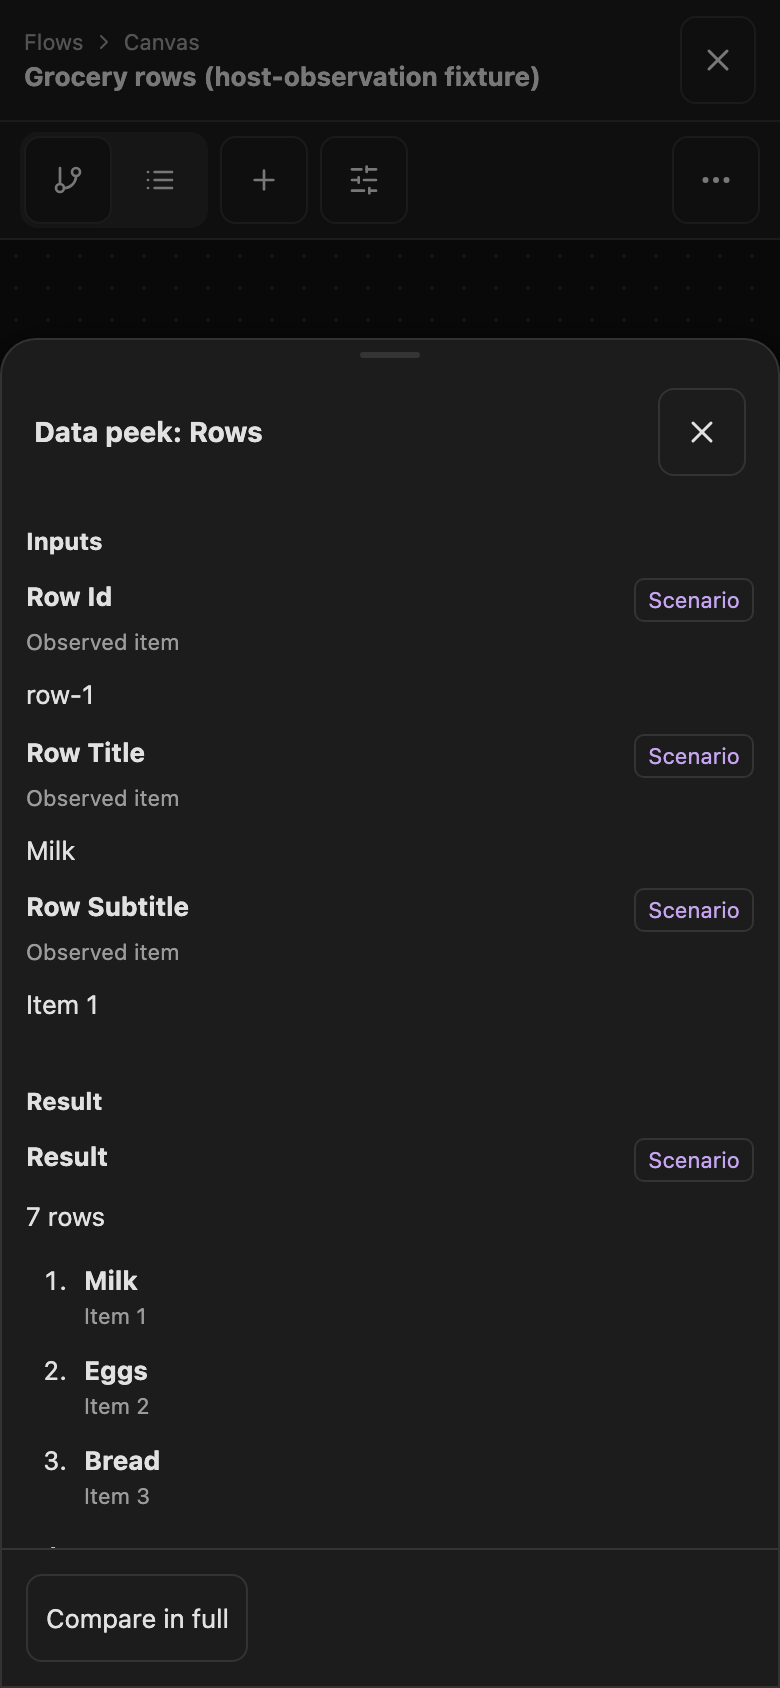 Flows > Canvas
Grocery rows (host-observation fixture)
Data peek: Rows
Inputs
Row Id
Scenario
Observed item
row-1
Row Title
Scenario
Observed item
Milk
Row Subtitle
Scenario
Observed item
Item 1
Result
Result
Scenario
7 rows
1. Milk
Item 1
2. Eggs
Item 2
3. Bread
Item 3
Compare in full